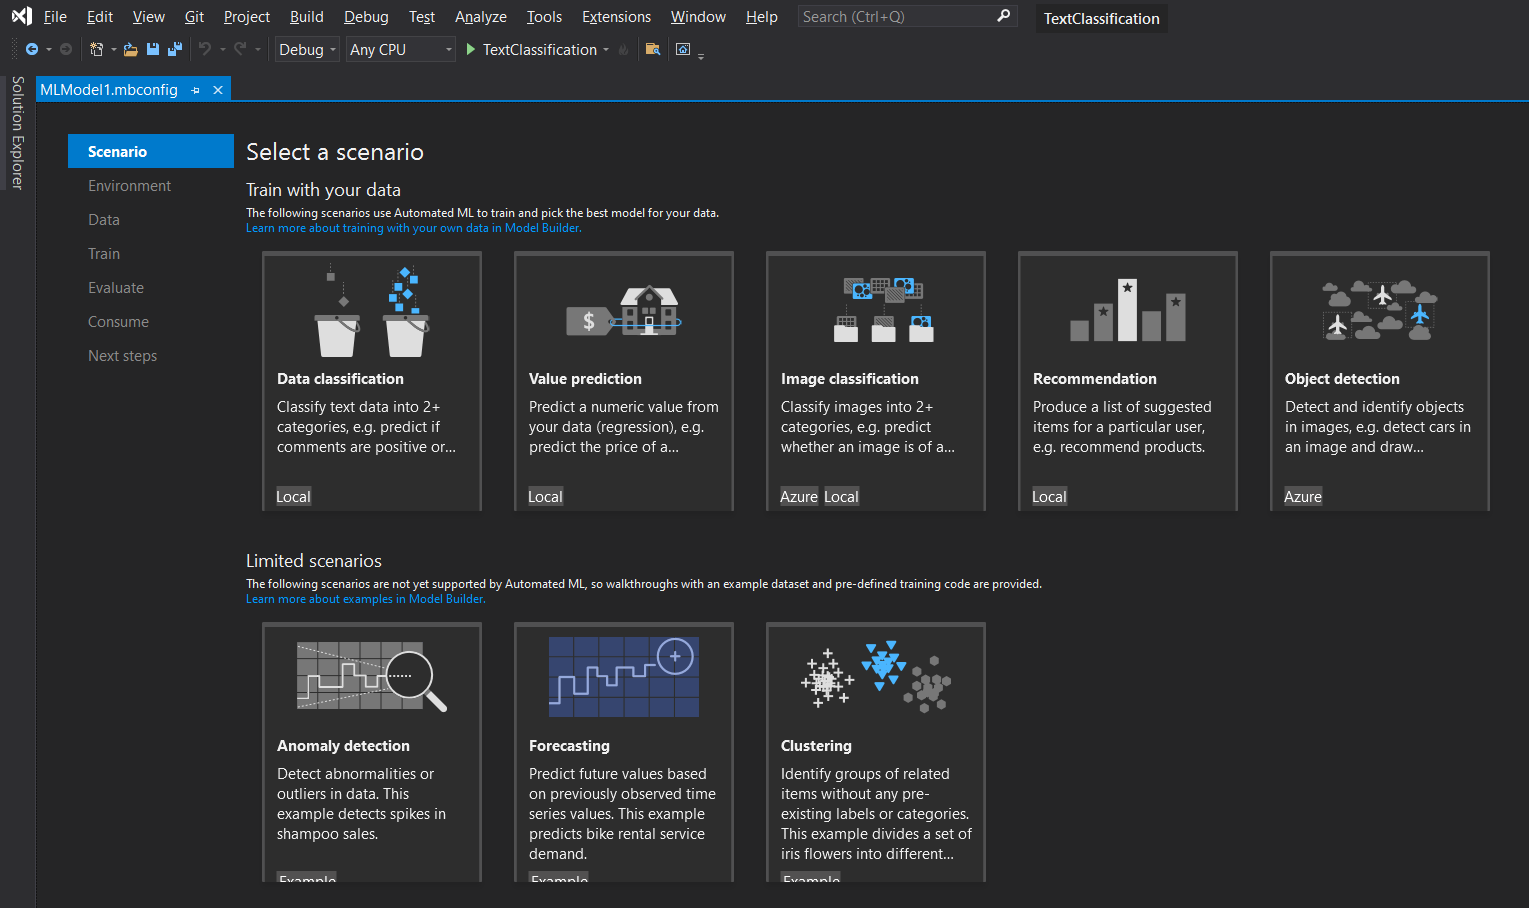 File Edit View Git Project Build Debug Test Analyze Tools Extensions Window Help Search (Ctrl+Q) TextClassification
Debug Any CPU TextClassification
Solution Explorer
MLModel1.mbconfig
Scenario
Environment
Data
Train
Evaluate
Consume
Next steps
Select a scenario
Train with your data
The following scenarios use Automated ML to train and pick the best model for your data.
Learn more about training with your own data in Model Builder.
$
Data classification
Classify text data into 2+
categories, e.g. predict if
comments are positive or...
Local
Value prediction
Predict a numeric value from
your data (regression), e.g.
predict the price of a...
Local
Image classification
Classify images into 2+
categories, e.g. predict
whether an image is of a...
Azure Local
Recommendation
Produce a list of suggested
items for a particular user,
e.g. recommend products.
Local
Object detection
Detect and identify objects
in images, e.g. detect cars in
an image and draw...
Azure
Limited scenarios
The following scenarios are not yet supported by Automated ML, so walkthroughs with an example dataset and pre-defined training code are provided.
Learn more about examples in Model Builder.
Anomaly detection
Detect abnormalities or
outliers in data. This
example detects spikes in
shampoo sales.
Example
Forecasting
Predict future values based
on previously observed time
series values. This example
predicts bike rental service
demand.
Example
Clustering
Identify groups of related
items without any pre-
existing labels or categories.
This example divides a set of
iris flowers into different...
Example